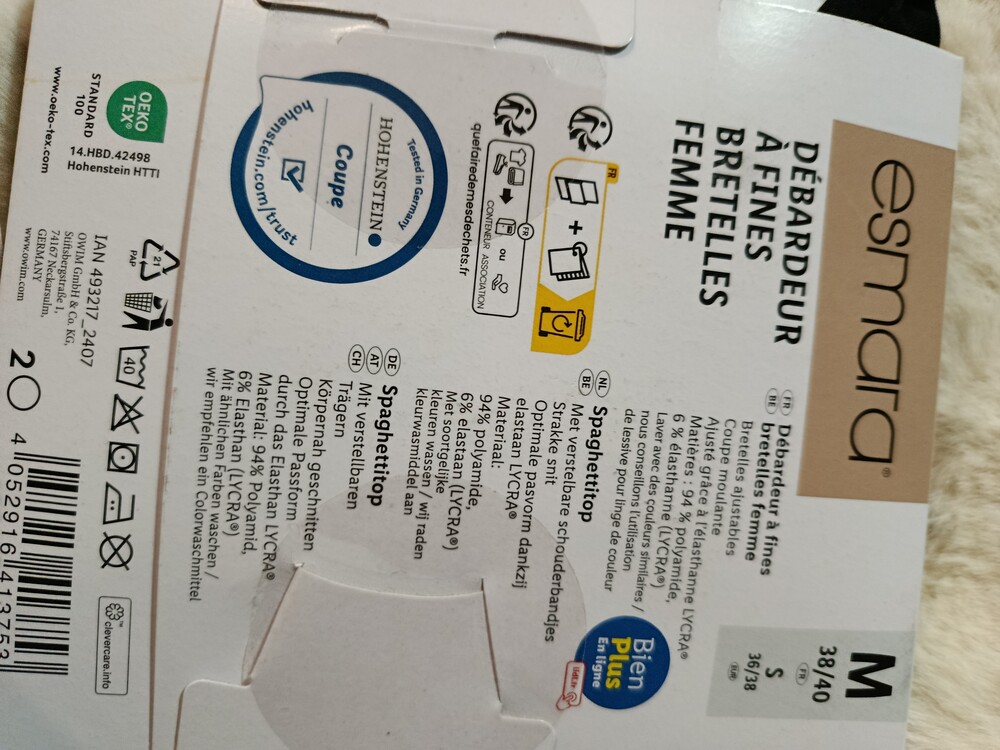 esmara®
DÉBARDEUR
À FINES
BRETELLES
FEMME
M
38/40
FR
S
36/38
EUR
FR
BE
Débardeur à fines
bretelles femme
Bretelles ajustables
Coupe moulante
Ajusté grâce à l'élasthanne LYCRA®
Matières : 94 % polyamide,
6 % élasthanne (LYCRA®)
Laver avec des couleurs similaires /
nous conseillons l'utilisation
de lessive pour linge de couleur
NL
BE
Spaghettitop
Met verstelbare schouderbandjes
Strakke snit
Optimale pasvorm dankzij
elastaan LYCRA®
Materiaal:
94% polyamide,
6% elastaan (LYCRA®)
Met soortgelijke
kleuren wassen / wij raden
kleurwasmiddel aan
DE
AT
CH
Spaghettitop
Mit verstellbaren
Trägern
Körpernah geschnitten
Optimale Passform
durch das Elasthan LYCRA®
Material: 94% Polyamid,
6% Elasthan (LYCRA®)
Mit ähnlichen Farben waschen /
wir empfehlen ein Colorwaschmittel
Bien
Plus
En ligne
lidl.fr
FR
+
FR
ou
CONTENEUR ASSOCIATION
quefairedemesdechets.fr
Tested in Germany
HOHENSTEIN
Coupe
hohenstein.com/trust
hohenstein
OEKO
TEX®
STANDARD
100
www.oeko-tex.com
14.HBD.42498
Hohenstein HTTI
21
PAP
40
clevercare.info
IAN 493217_2407
OWIM GmbH & Co. KG,
Stiftsbergstraße 1,
74167 Neckarsulm,
GERMANY
www.owim.com
2
4 052916 413753